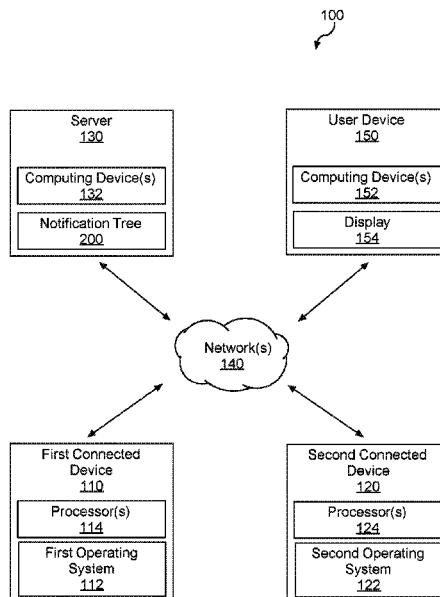 100
Server
130
Computing Device(s)
132
Notification Tree
200
User Device
150
Computing Device(s)
152
Display
154
Network(s)
140
First Connected
Device
110
Processor(s)
114
First Operating
System
112
Second Connected
Device
120
Processor(s)
124
Second Operating
System
122